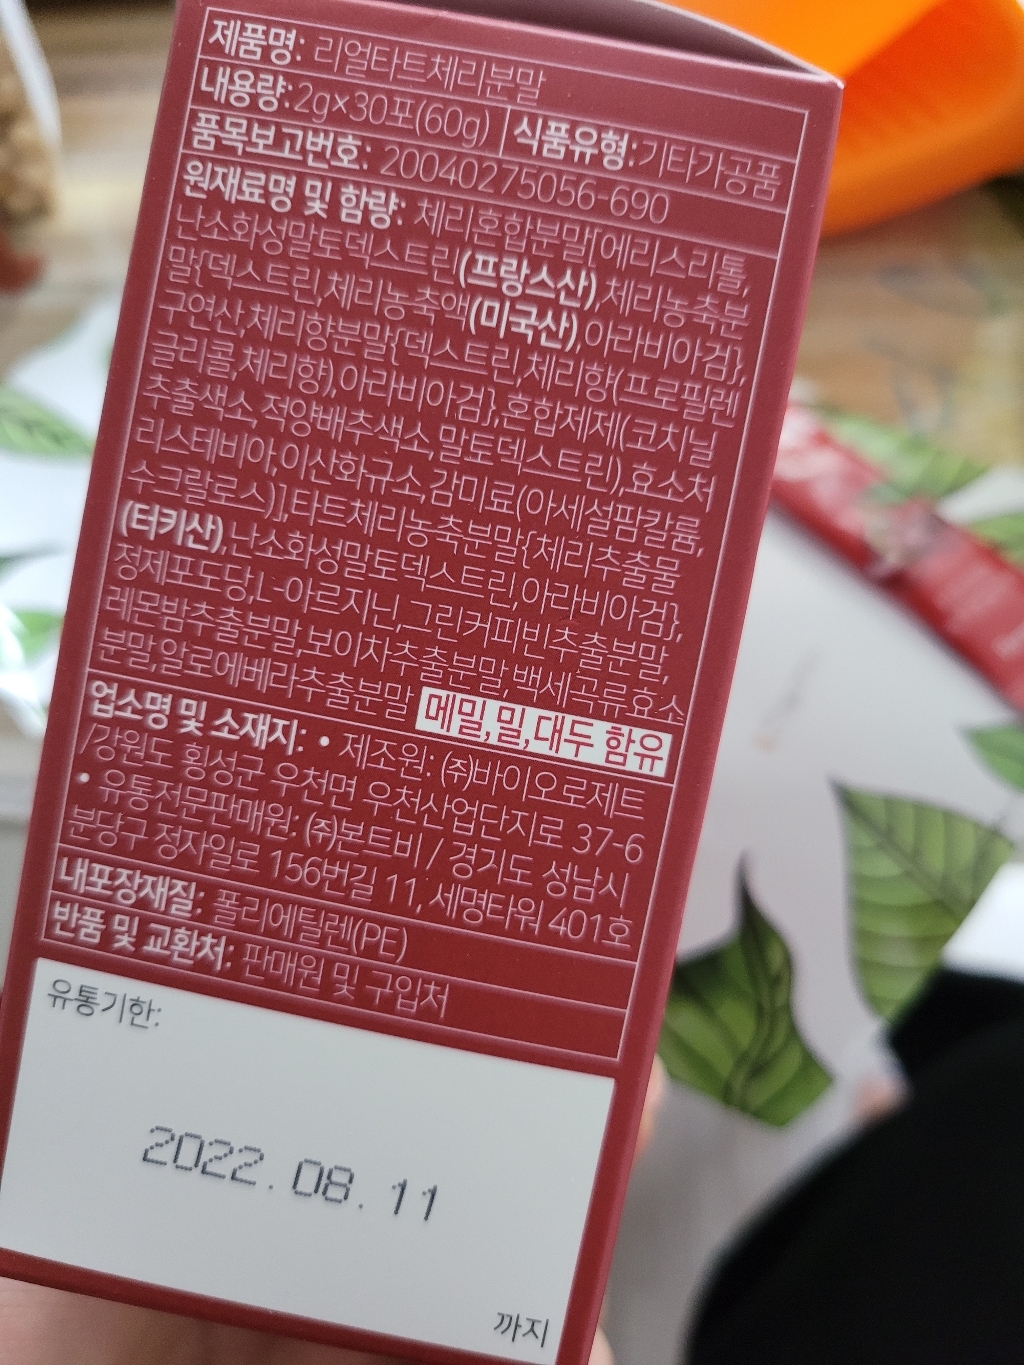 제품명: 리얼타트체리분말
내용량: 2g×30포(60g) 식품유형:기타가공품
품목보고번호: 20040275056-690
원재료명 및 함량: 체리혼합분말[에리스리톨,
난소화성말토덱스트린(프랑스산),체리농축분
말{덱스트린,체리농축액(미국산),아라비아검},
구연산,체리향분말{덱스트린,체리향(프로필렌
글리콜,체리향),아라비아검},혼합제제(코치닐
추출색소,적양배추색소,말토덱스트린),효소처
리스테비아,이산화규소,감미료(아세설팜칼륨,
수크랄로스)],타트체리농축분말{체리추출물
(터키산),난소화성말토덱스트린,아라비아검},
정제포도당,L-아르지닌,그린커피빈추출분말,
레몬밤추출분말,보이차추출분말,백세곡류효소
분말,알로에베라추출분말 메밀,밀,대두 함유
업소명 및 소재지: • 제조원: ㈜바이오로제트
/강원도 횡성군 우천면 우천산업단지로 37-6
• 유통전문판매원: ㈜본트비 / 경기도 성남시
분당구 정자일로 156번길 11, 세명타워 401호
내포장재질: 폴리에틸렌(PE)
반품 및 교환처: 판매원 및 구입처
유통기한:
2022. 08. 11
까지